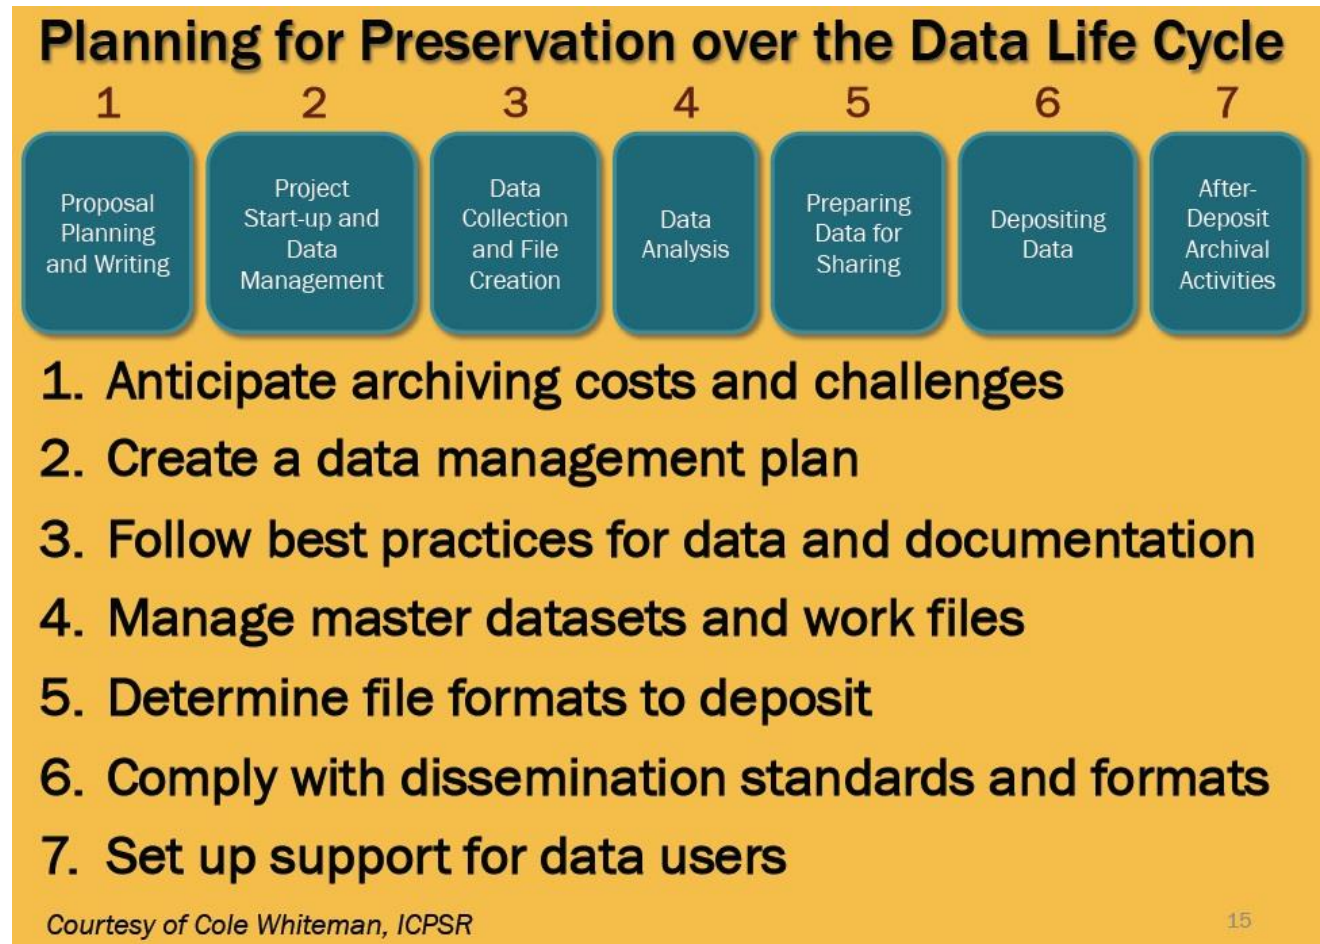 Planning for Preservation over the Data Life Cycle
1 2 3 4 5 6 7
Proposal
Planning
and Writing
Project
Start-up and
Data
Management
Data
Collection
and File
Creation
Data
Analysis
Preparing
Data for
Sharing
Depositing
Data
After-
Deposit
Archival
Activities
1. Anticipate archiving costs and challenges
2. Create a data management plan
3. Follow best practices for data and documentation
4. Manage master datasets and work files
5. Determine file formats to deposit
6. Comply with dissemination standards and formats
7. Set up support for data users
Courtesy of Cole Whiteman, ICPSR
15